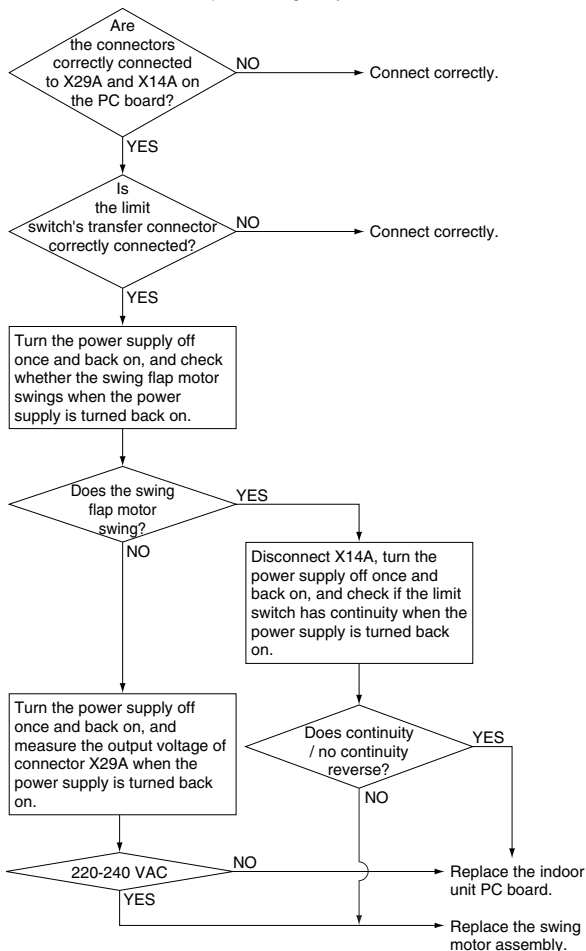 Are
the connectors
correctly connected
to X29A and X14A on
the PC board?
NO
Connect correctly.
YES
Is
the limit
switch's transfer connector
correctly connected?
NO
Connect correctly.
YES
Turn the power supply off
once and back on, and check
whether the swing flap motor
swings when the power
supply is turned back on.
Does the swing
flap motor
swing?
YES
NO
Disconnect X14A, turn the
power supply off once and
back on, and check if the limit
switch has continuity when the
power supply is turned back
on.
Turn the power supply off
once and back on, and
measure the output voltage of
connector X29A when the
power supply is turned back
on.
Does continuity
/ no continuity
reverse?
YES
NO
220-240 VAC
NO
Replace the indoor
unit PC board.
YES
Replace the swing
motor assembly.